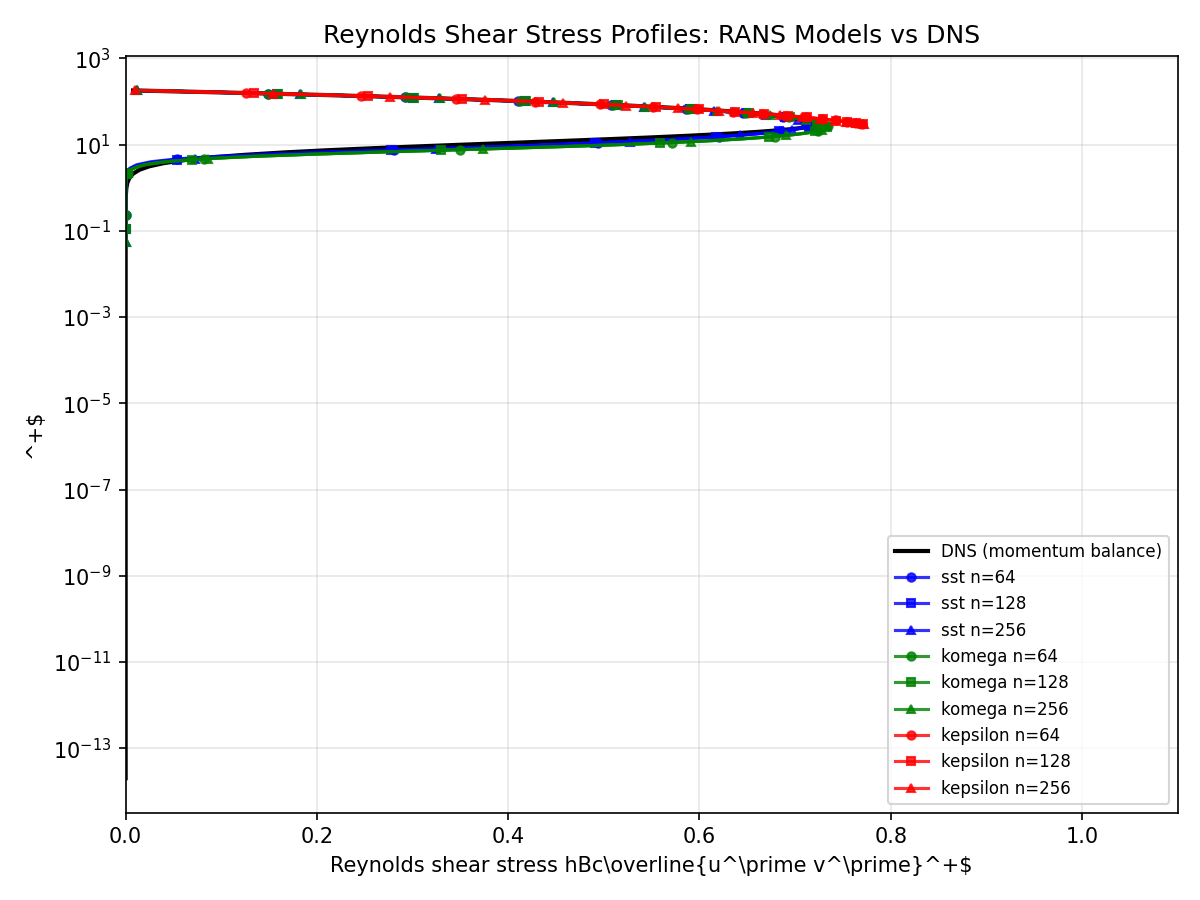 Reynolds Shear Stress Profiles: RANS Models vs DNS
^+$
10^3
10^1
10^−1
10^−3
10^−5
10^−7
10^−9
10^−11
10^−13
DNS (momentum balance)
sst n=64
sst n=128
sst n=256
komega n=64
komega n=128
komega n=256
kepsilon n=64
kepsilon n=128
kepsilon n=256
0.0 0.2 0.4 0.6 0.8 1.0
Reynolds shear stress hBc\overline{u^\prime v^\prime}^+$